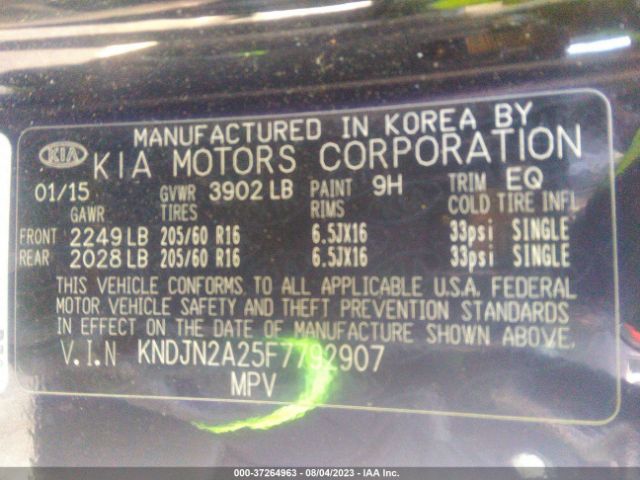 MANUFACTURED IN KOREA BY
KIA KIA MOTORS CORPORATION
01/15 GVWR 3902 LB PAINT 9H TRIM EQ
GAWR TIRES RIMS COLD TIRE INFL
FRONT 2249 LB 205/60 R16 6.5JX16 33psi SINGLE
REAR 2028 LB 205/60 R16 6.5JX16 33psi SINGLE
THIS VEHICLE CONFORMS TO ALL APPLICABLE U.S.A. FEDERAL
MOTOR VEHICLE SAFETY AND THEFT PREVENTION STANDARDS
IN EFFECT ON THE DATE OF MANUFACTURE SHOWN ABOVE.
V.I.N KNDJN2A25F7792907
MPV
000-37264963 - 08/04/2023 - IAA Inc.